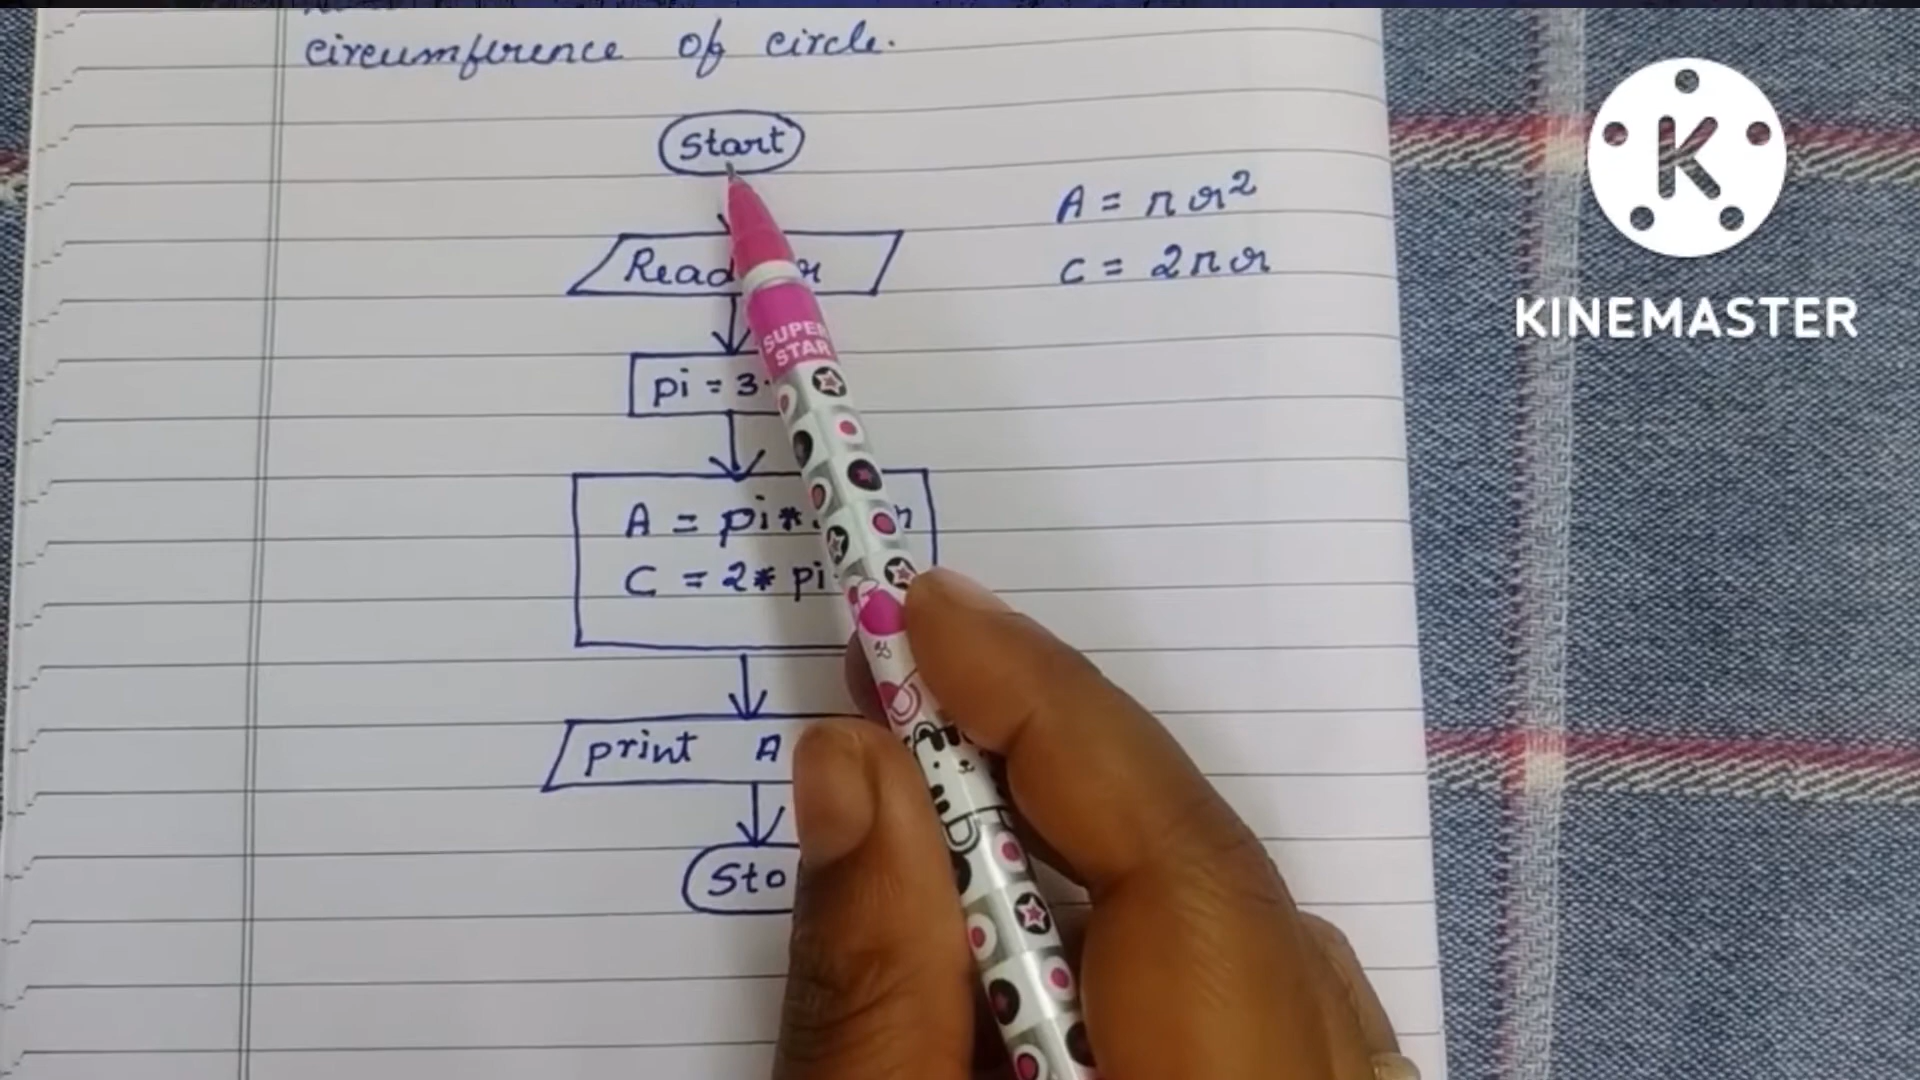 circumference of circle.
Start
Read r
pi = 3.
A = pi* r
C = 2* pi
print A
Sto
A = πr²
C = 2πr
SUPER
STAR
K
KINEMASTER